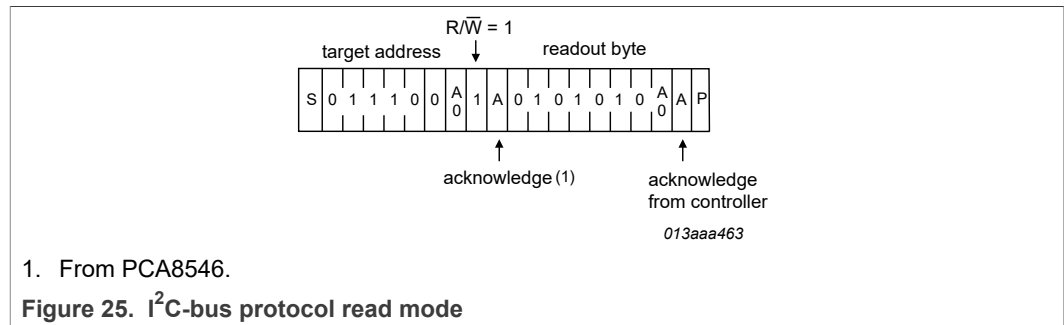 R/W̅ = 1
target address
readout byte
S 0 1 1 1 0 0 A0 1 A 0 1 0 1 0 1 0 A0 A P
acknowledge (1)
acknowledge
from controller
013aaa463
1. From PCA8546.
Figure 25. I²C-bus protocol read mode